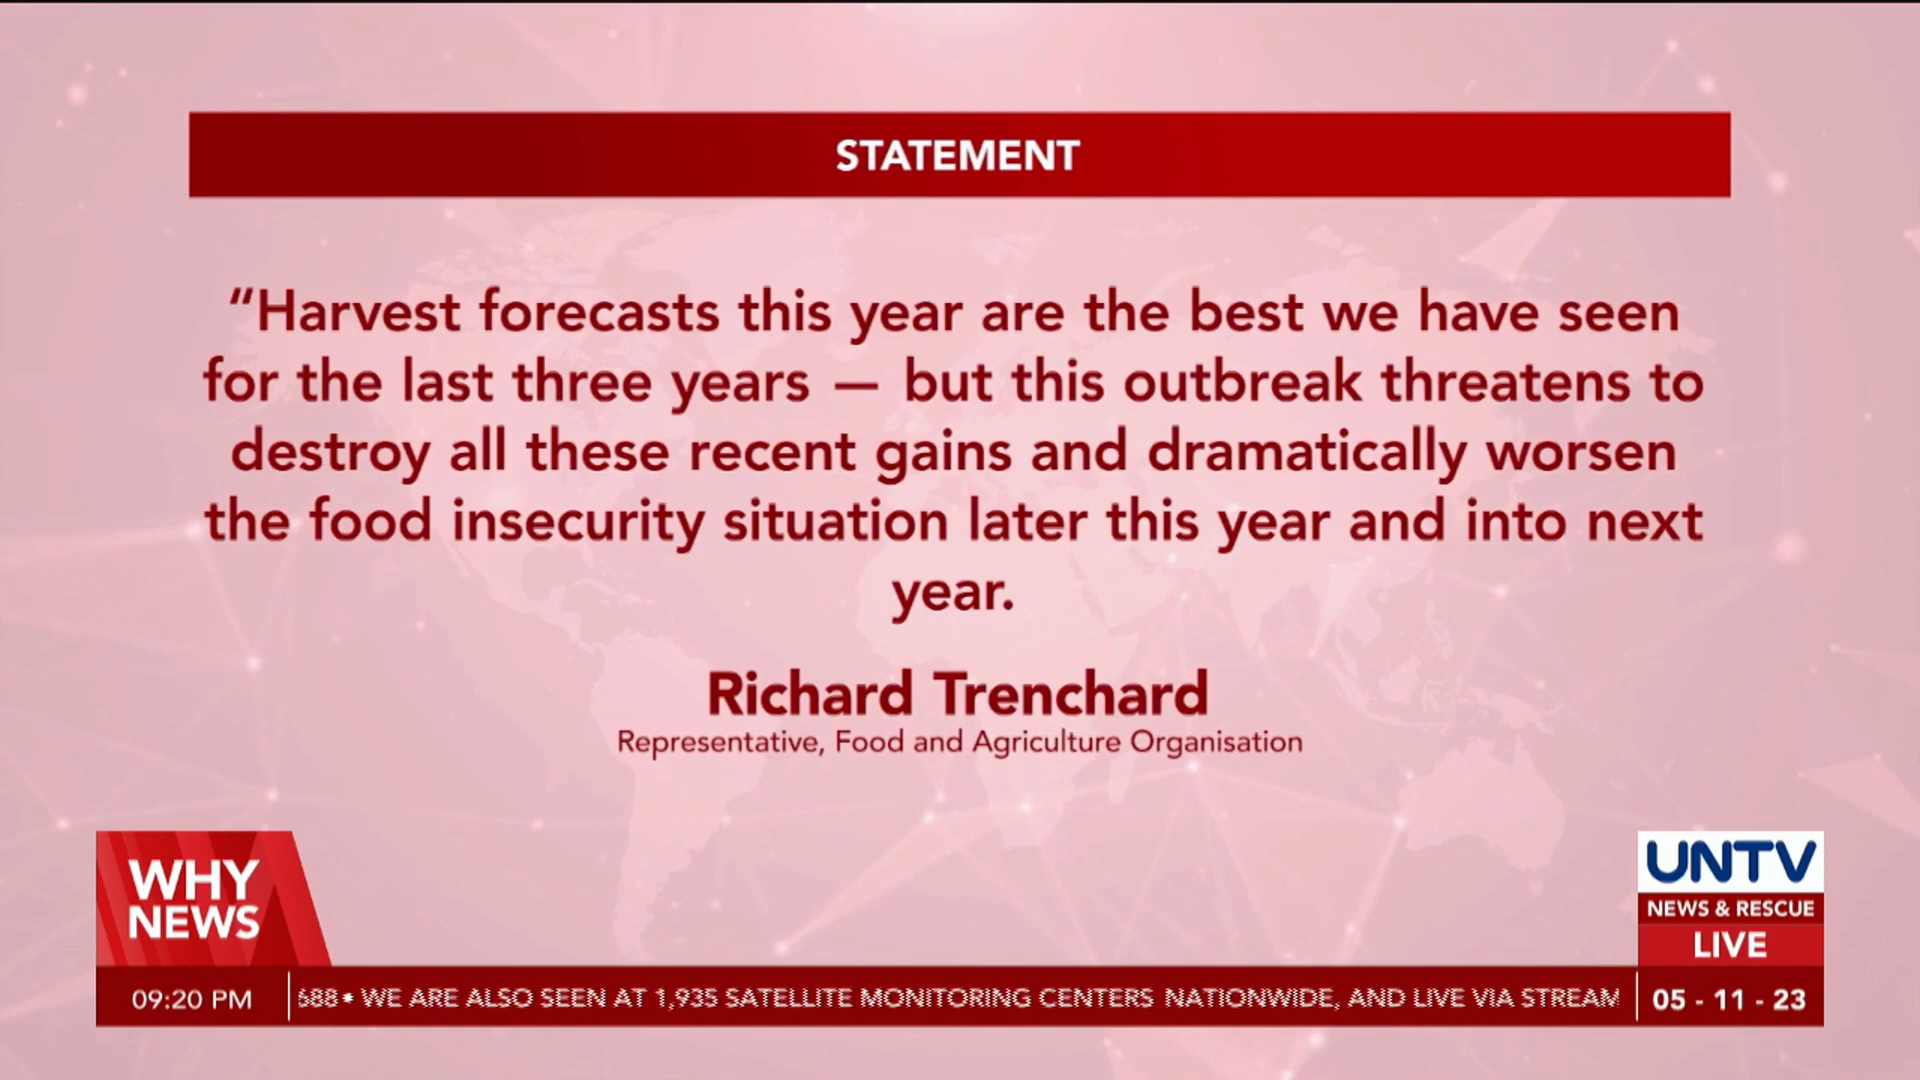 STATEMENT
“Harvest forecasts this year are the best we have seen
for the last three years — but this outbreak threatens to
destroy all these recent gains and dramatically worsen
the food insecurity situation later this year and into next
year.
Richard Trenchard
Representative, Food and Agriculture Organisation
WHY
NEWS
UNTV
NEWS & RESCUE
LIVE
09:20 PM
688 • WE ARE ALSO SEEN AT 1,935 SATELLITE MONITORING CENTERS NATIONWIDE, AND LIVE VIA STREAM
05 - 11 - 23